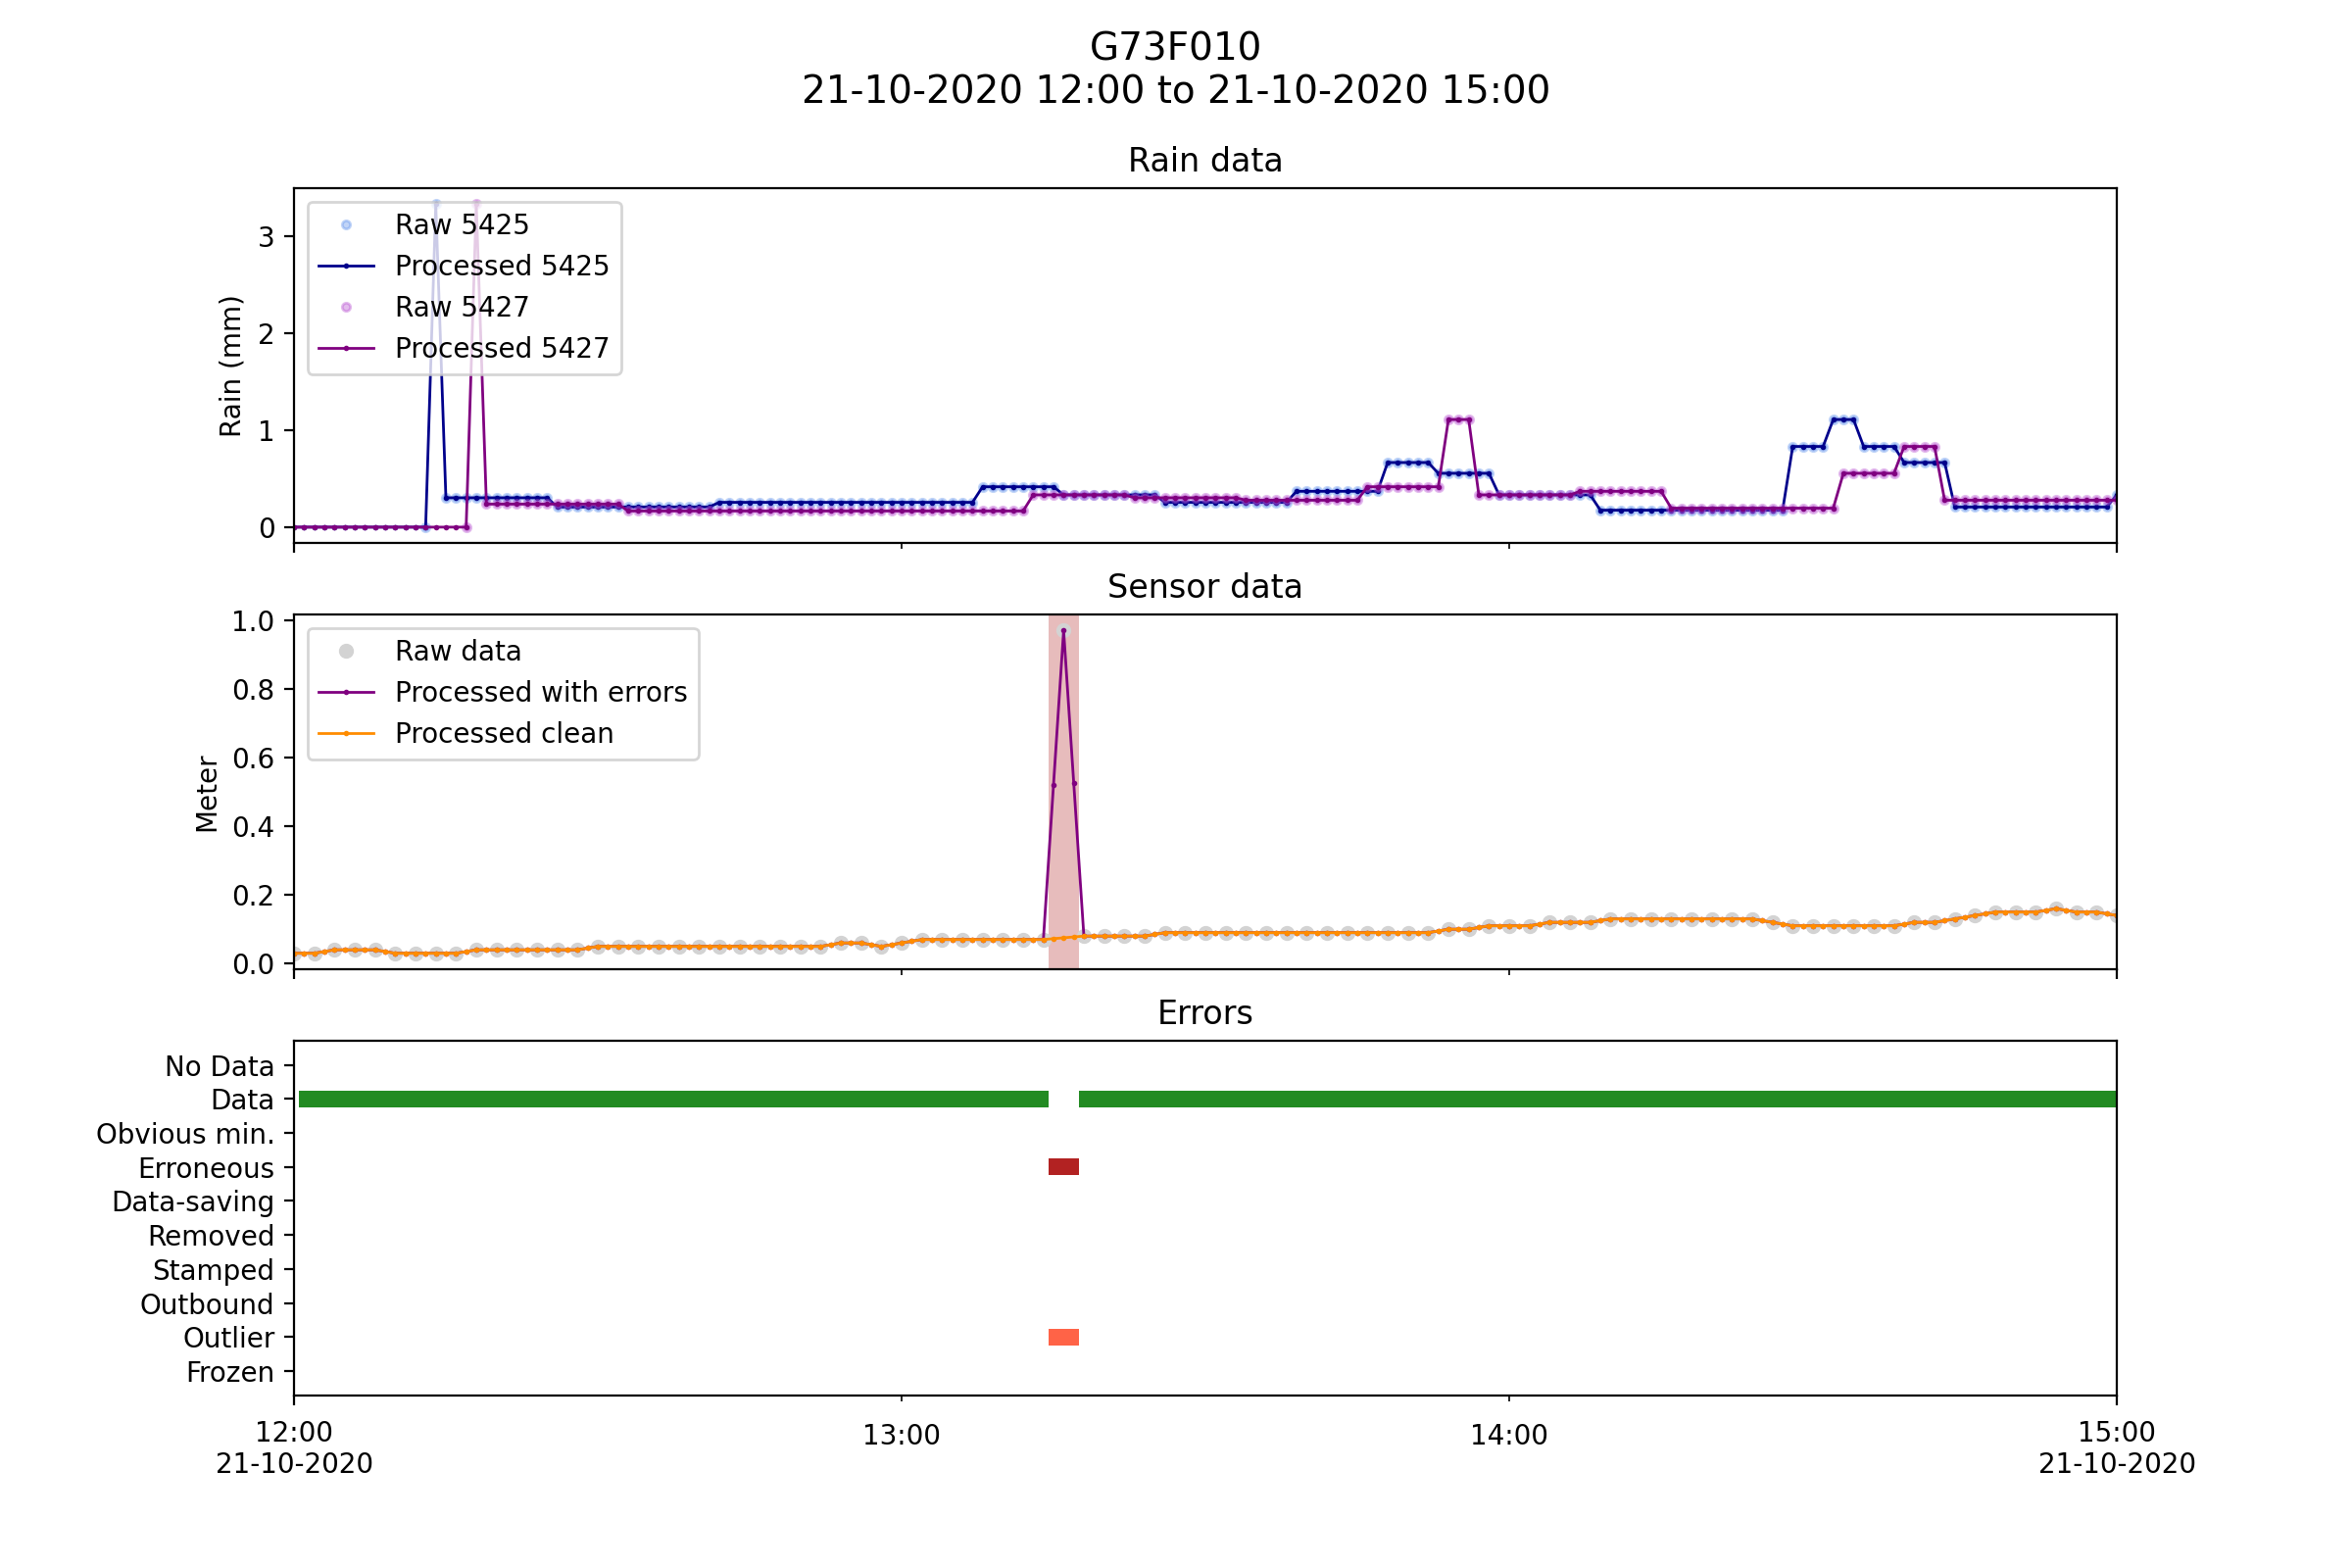 G73F010
21-10-2020 12:00 to 21-10-2020 15:00
Rain data
Rain (mm)
3
2
1
0
Raw 5425
Processed 5425
Raw 5427
Processed 5427
Sensor data
Meter
1.0
0.8
0.6
0.4
0.2
0.0
Raw data
Processed with errors
Processed clean
Errors
No Data
Data
Obvious min.
Erroneous
Data-saving
Removed
Stamped
Outbound
Outlier
Frozen
12:00
21-10-2020
13:00
14:00
15:00
21-10-2020